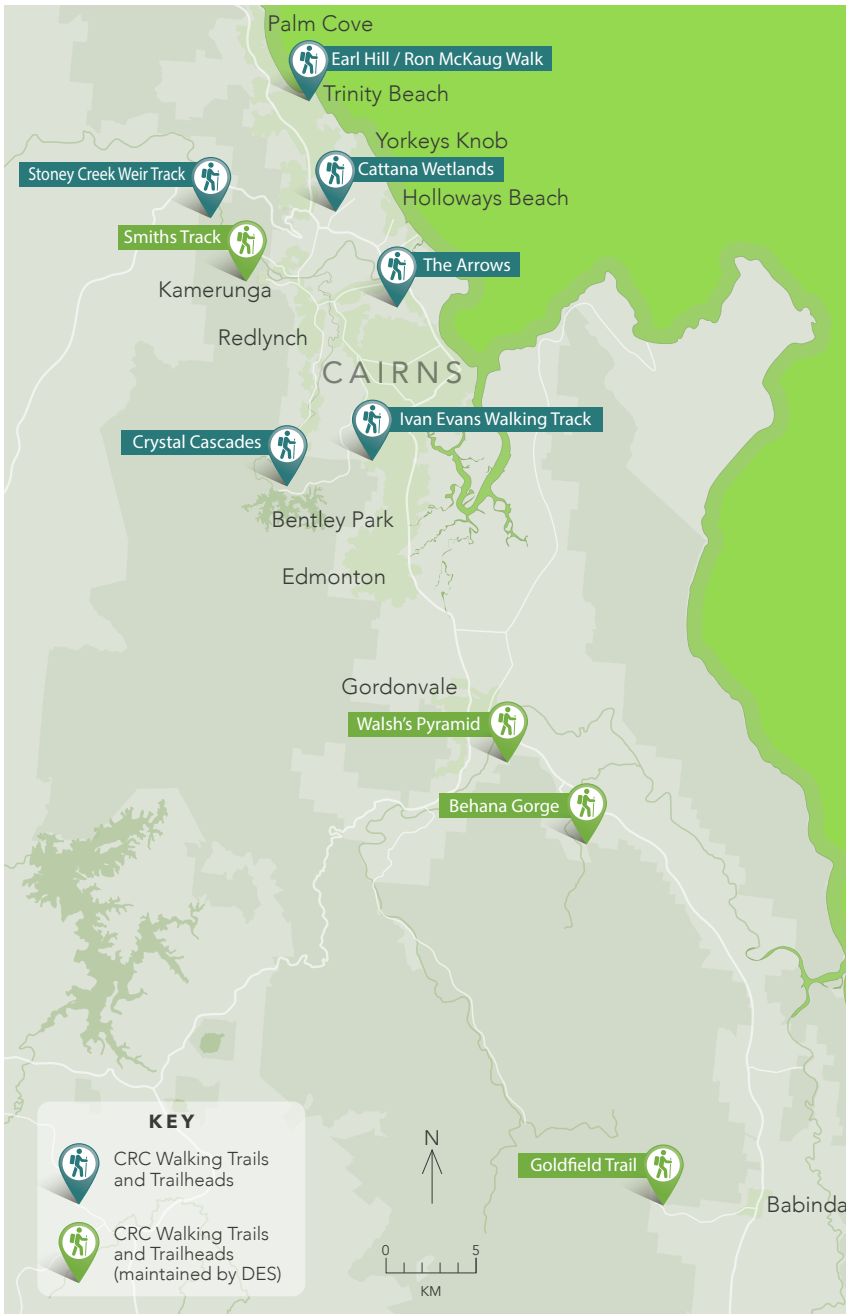 Palm Cove
Earl Hill / Ron McKaug Walk
Trinity Beach
Yorkeys Knob
Stoney Creek Weir Track
Cattana Wetlands
Holloways Beach
Smiths Track
The Arrows
Kamerunga
Redlynch
CAIRNS
Ivan Evans Walking Track
Crystal Cascades
Bentley Park
Edmonton
Gordonvale
Walsh's Pyramid
Behana Gorge
KEY
CRC Walking Trails
and Trailheads
CRC Walking Trails
and Trailheads
(maintained by DES)
N
0 5
KM
Goldfield Trail
Babinda